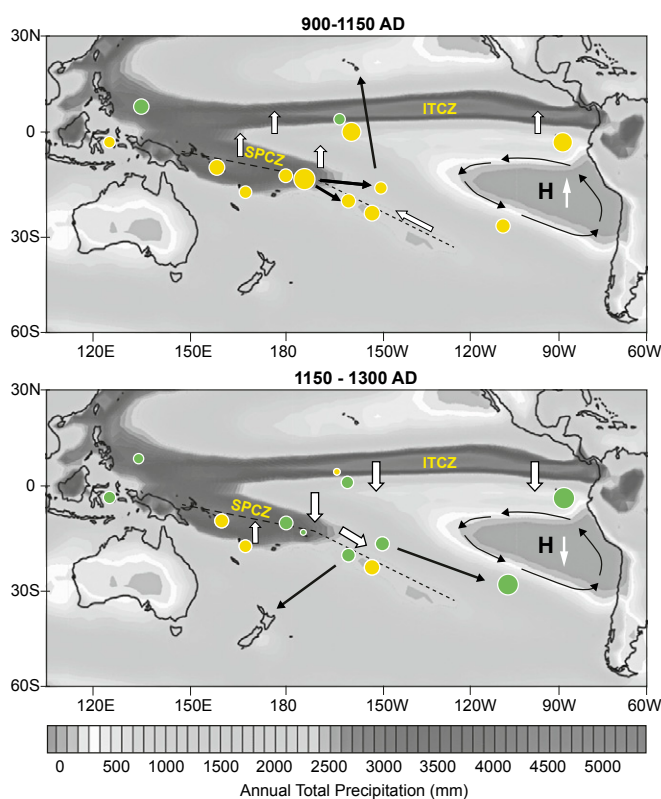 900-1150 AD
30N
0
30S
60S
ITCZ
SPCZ
H
120E 150E 180 150W 120W 90W 60W
1150 - 1300 AD
30N
0
30S
60S
ITCZ
SPCZ
H
120E 150E 180 150W 120W 90W 60W
0 500 1000 1500 2000 2500 3000 3500 4000 4500 5000
Annual Total Precipitation (mm)